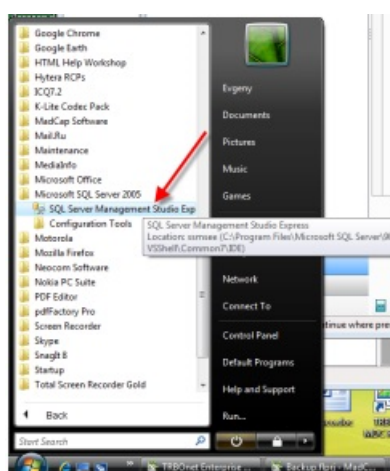 Google Chrome
Google Earth
HTML Help Workshop
Hytera RCPs
ICQ7.2
K-Lite Codec Pack
MadCap Software
Mail.Ru
Maintenance
MediaInfo
Microsoft Office
Microsoft SQL Server 2005
SQL Server Management Studio Exp
Configuration Tools
Motorola
Mozilla Firefox
Neocom Software
Nokia PC Suite
PDF Editor
pdfFactory Pro
Screen Recorder
Skype
SnagIt 8
Startup
Total Screen Recorder Gold
Back
Start Search
Evgeny
Documents
Pictures
Music
Games
SQL Server Management Studio Express
Location: ssmsee (C:\Program Files\Microsoft SQL Server\9
VSShell\Common7\IDE)
Network
Connect To
Control Panel
Default Programs
Help and Support
Run...
tinue where pre
TRBOnet Enterprise ...